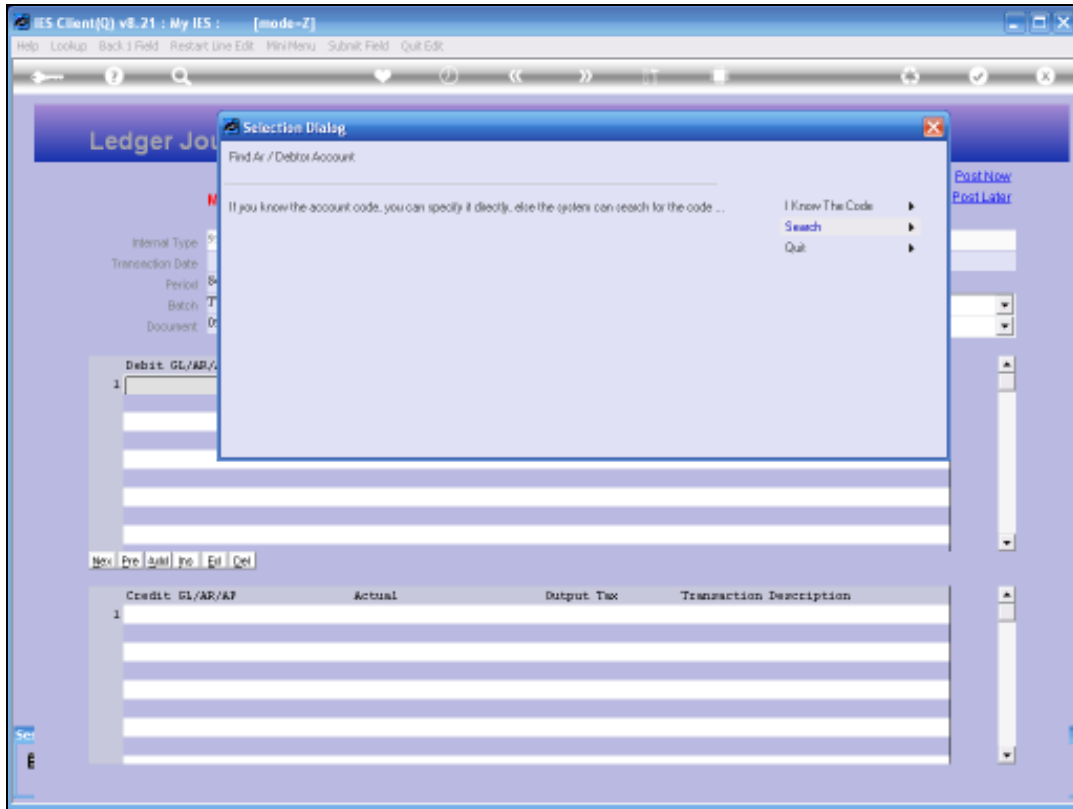 IES Client(Q) v8.21 : My IES : [mode-Z]
Help Lookup Back 1 Field Restart Line Edit Mini Menu Submit Field Quit Edit
Selection Dialog
Ledger Jou
Find Ar / Debtor Account
Post Now
Post Later
If you know the account code, you can specify it directly, else the system can search for the code ...
I Know The Code
Search
Quit
Internal Type
Transaction Date
Period
Batch
Document
Debit GL/AR/
1
Nex Pre Add Ins Ed Del
Credit GL/AR/AP Actual Output Tax Transaction Description
1